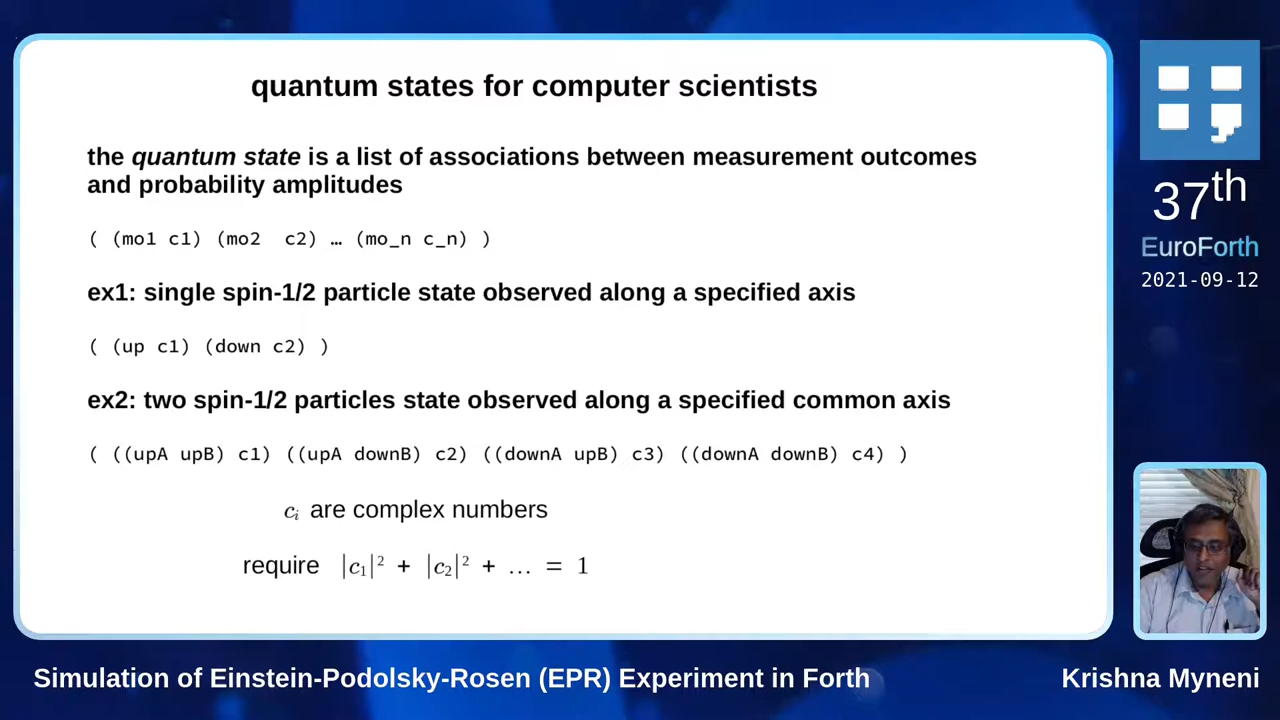 quantum states for computer scientists
the quantum state is a list of associations between measurement outcomes
and probability amplitudes
( (mo1 c1) (mo2  c2) … (mo_n c_n) )
ex1: single spin-1/2 particle state observed along a specified axis
( (up c1) (down c2) )
ex2: two spin-1/2 particles state observed along a specified common axis
( ((upA upB) c1) ((upA downB) c2) ((downA upB) c3) ((downA downB) c4) )
cᵢ are complex numbers
require |c₁|² + |c₂|² + … = 1
37th
EuroForth
2021-09-12
Simulation of Einstein-Podolsky-Rosen (EPR) Experiment in Forth
Krishna Myneni